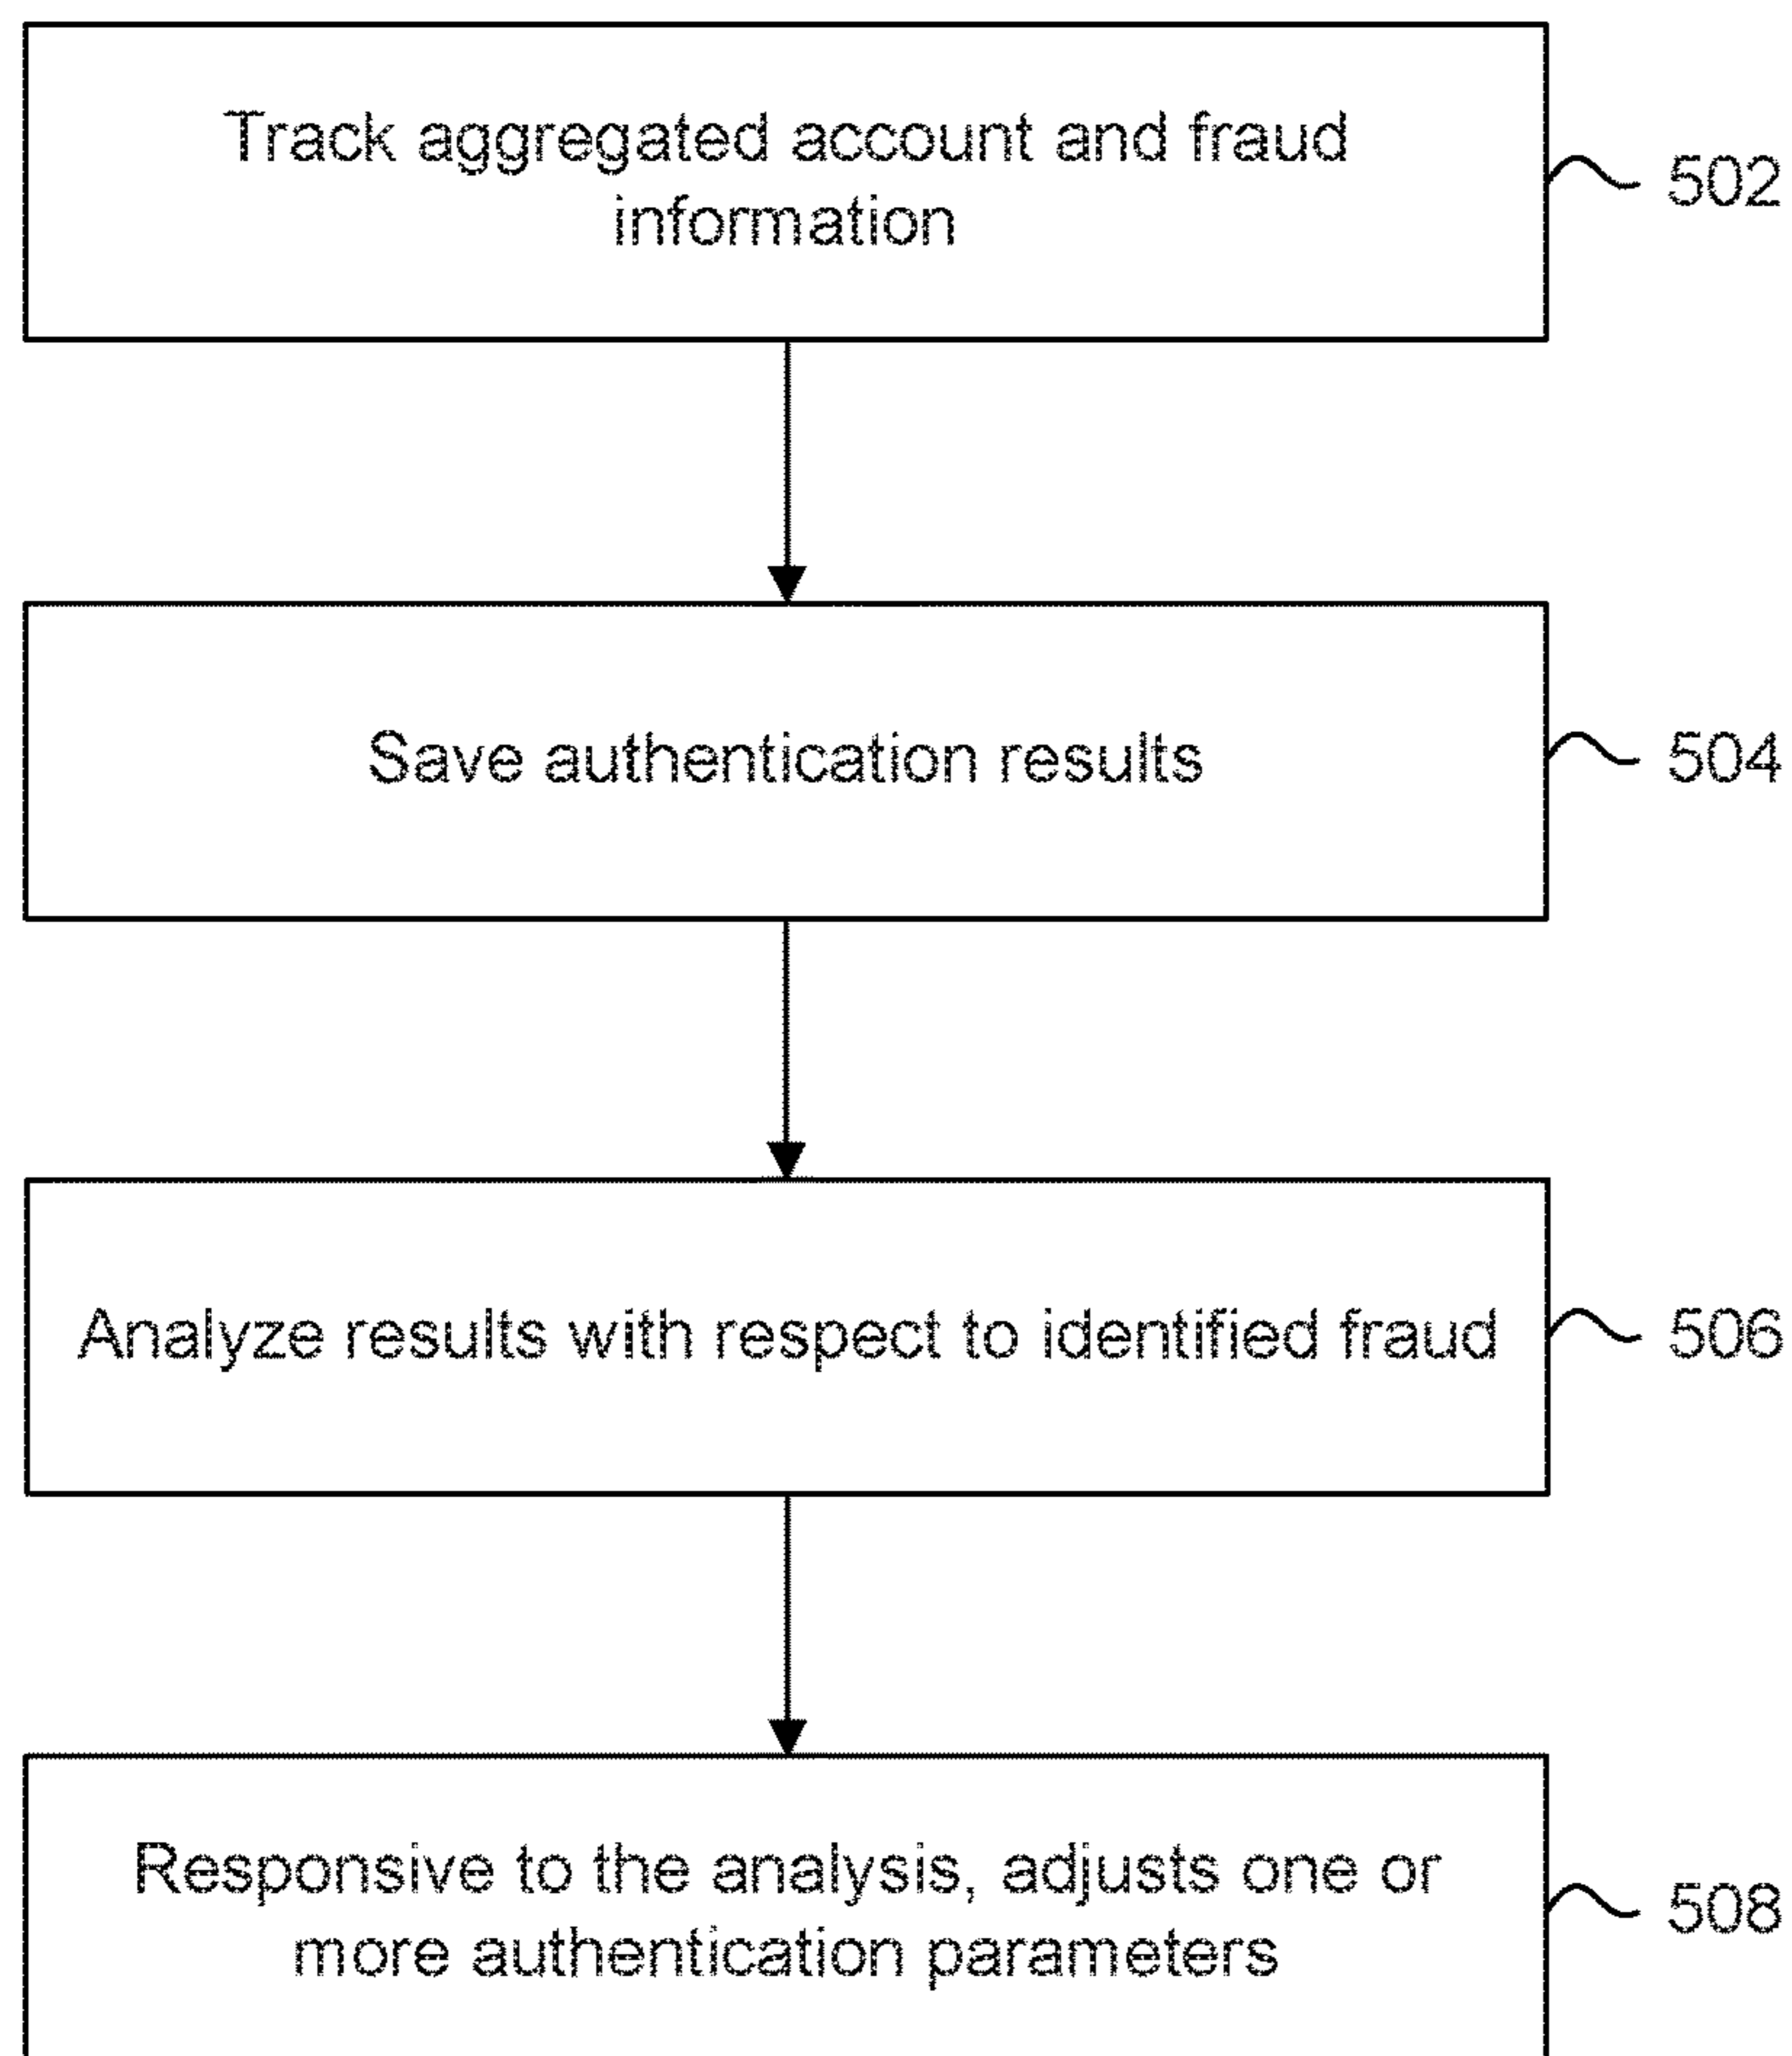 Track aggregated account and fraud
information
502
Save authentication results
504
Analyze results with respect to identified fraud
506
Responsive to the analysis, adjusts one or
more authentication parameters
508